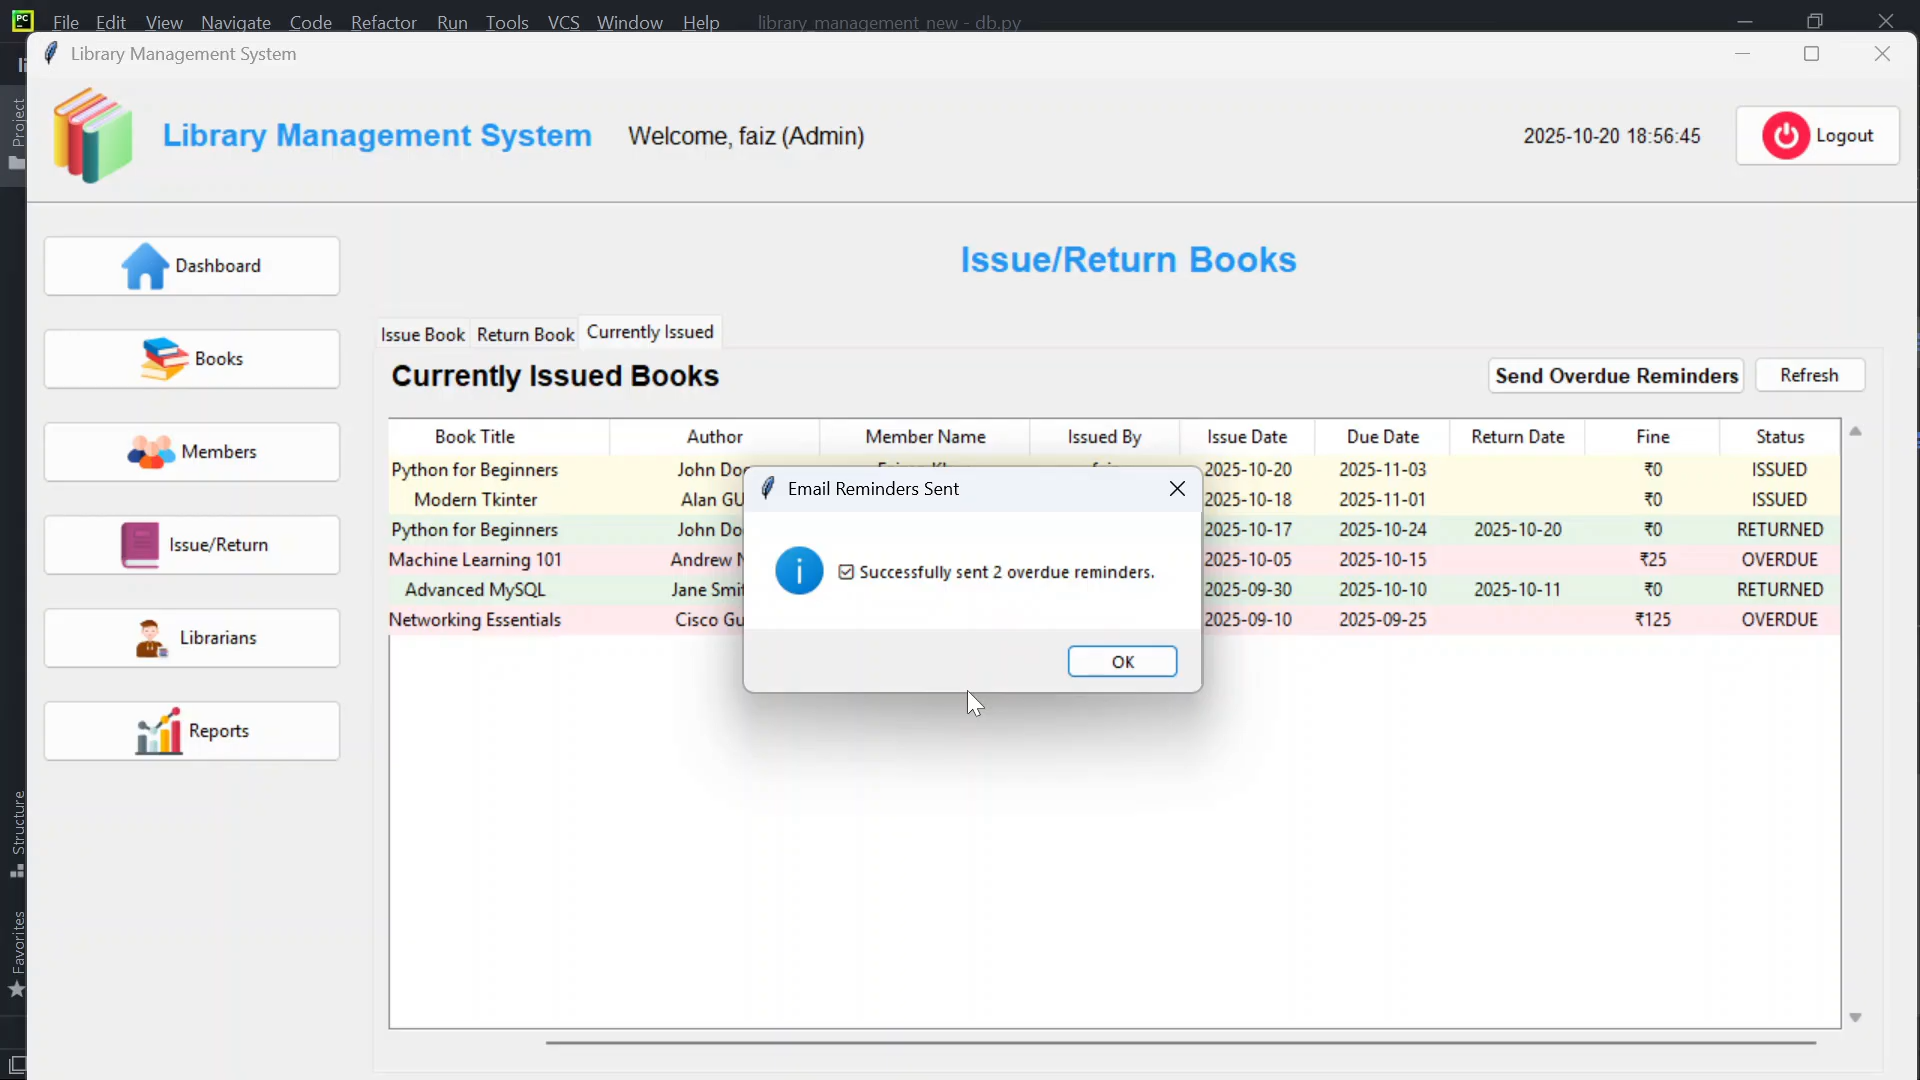 PC File Edit View Navigate Code Refactor Run Tools VCS Window Help library_management_new - db.py
Library Management System
Project
Library Management System Welcome, faiz (Admin) 2025-10-20 18:56:45 Logout
Dashboard
Books
Members
Issue/Return
Librarians
Reports
Structure
Favorites
Issue/Return Books
Issue Book Return Book Currently Issued
Currently Issued Books Send Overdue Reminders Refresh
Book Title Author Member Name Issued By Issue Date Due Date Return Date Fine Status
Python for Beginners John 2025-10-20 2025-11-03 ₹0 ISSUED
Modern Tkinter Alan 2025-10-18 2025-11-01 ₹0 ISSUED
Python for Beginners John 2025-10-17 2025-10-24 2025-10-20 ₹0 RETURNED
Machine Learning 101 Andrew 2025-10-05 2025-10-15 ₹25 OVERDUE
Advanced MySQL Jane 2025-09-30 2025-10-10 2025-10-11 ₹0 RETURNED
Networking Essentials Cisco 2025-09-10 2025-09-25 ₹125 OVERDUE
Email Reminders Sent
☑ Successfully sent 2 overdue reminders.
OK